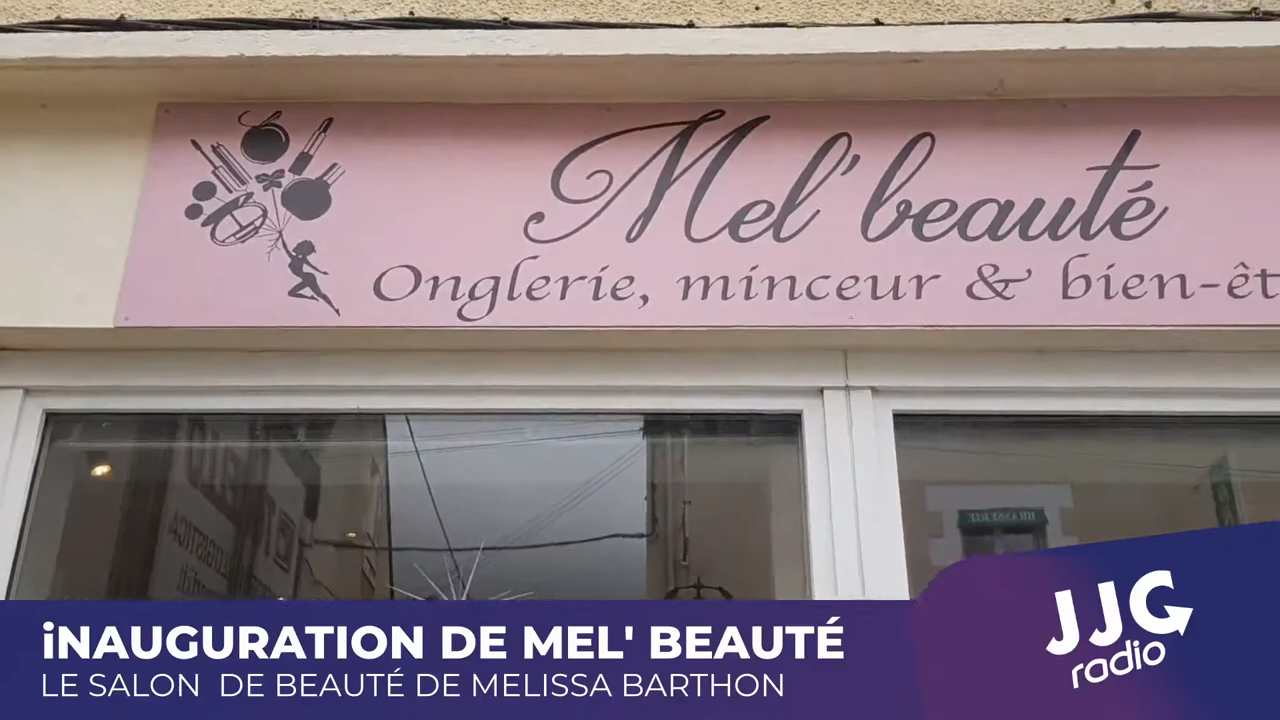 Mel' beauté
Onglerie, minceur & bien-êt
BRASSERIE
iNAUGURATION DE MEL' BEAUTÉ
LE SALON DE BEAUTÉ DE MELISSA BARTHON
JJG
radio